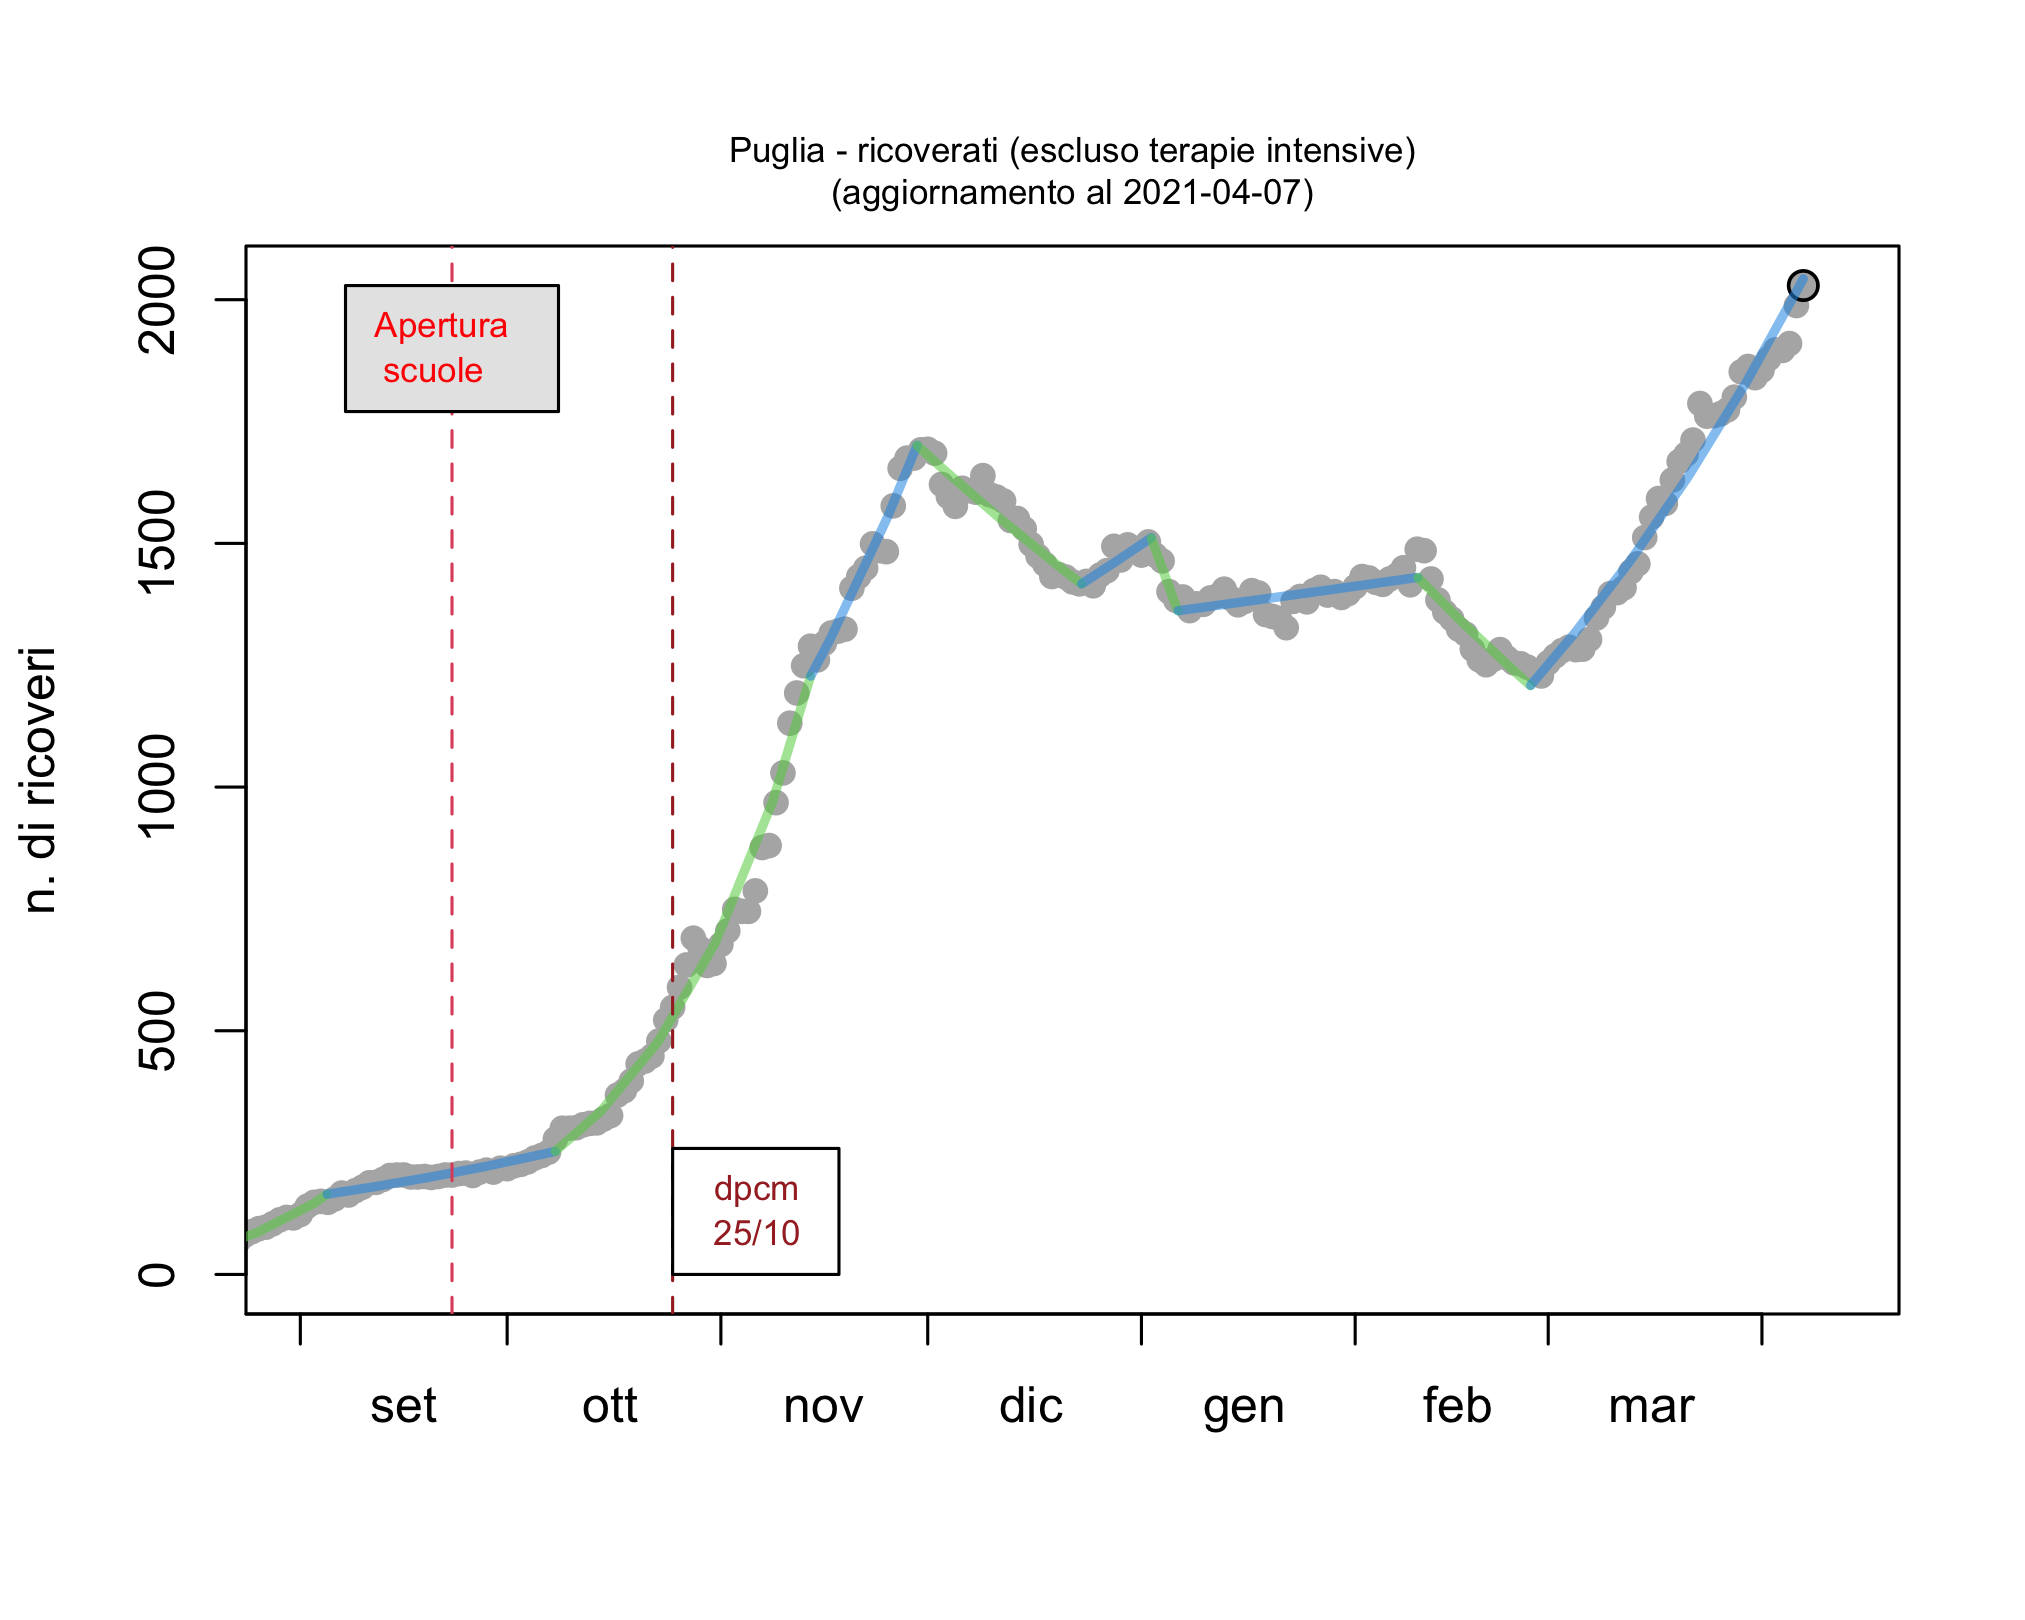 Puglia - ricoverati (escluso terapie intensive)
(aggiornamento al 2021-04-07)
n. di ricoveri
2000
1500
1000
500
0
Apertura
scuole
dpcm
25/10
set ott nov dic gen feb mar